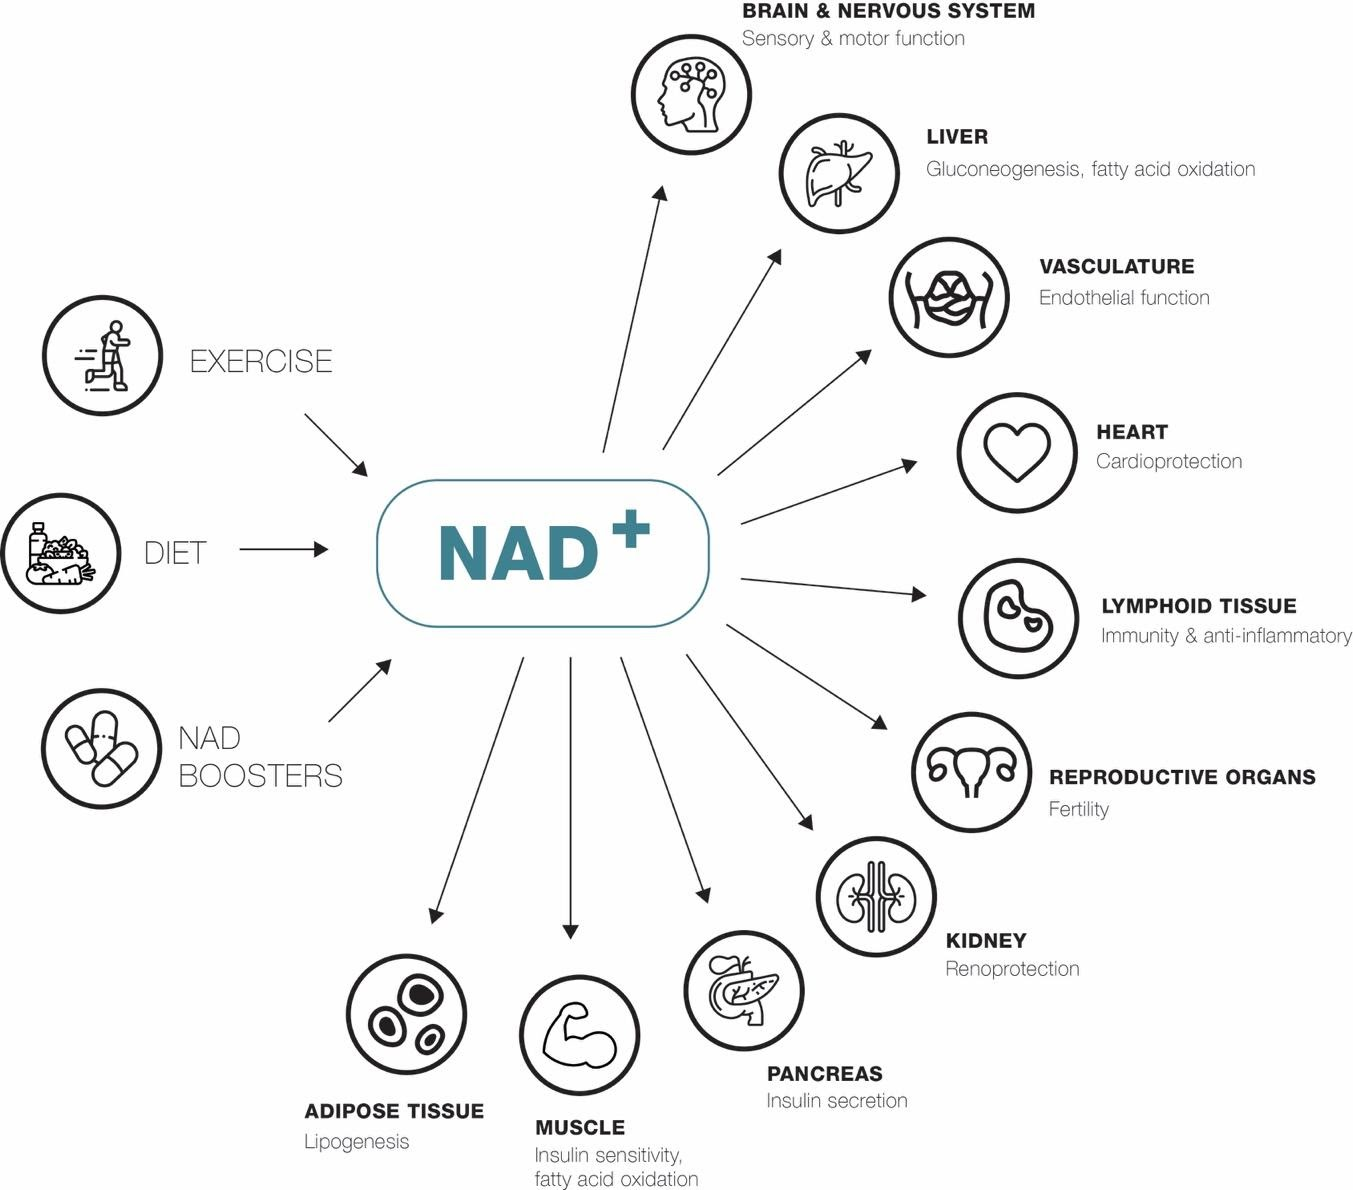 BRAIN & NERVOUS SYSTEM
Sensory & motor function
LIVER
Gluconeogenesis, fatty acid oxidation
VASCULATURE
Endothelial function
EXERCISE
HEART
Cardioprotection
NAD+
DIET
LYMPHOID TISSUE
Immunity & anti-inflammatory
NAD
BOOSTERS
REPRODUCTIVE ORGANS
Fertility
KIDNEY
Renoprotection
PANCREAS
Insulin secretion
ADIPOSE TISSUE
Lipogenesis
MUSCLE
Insulin sensitivity,
fatty acid oxidation